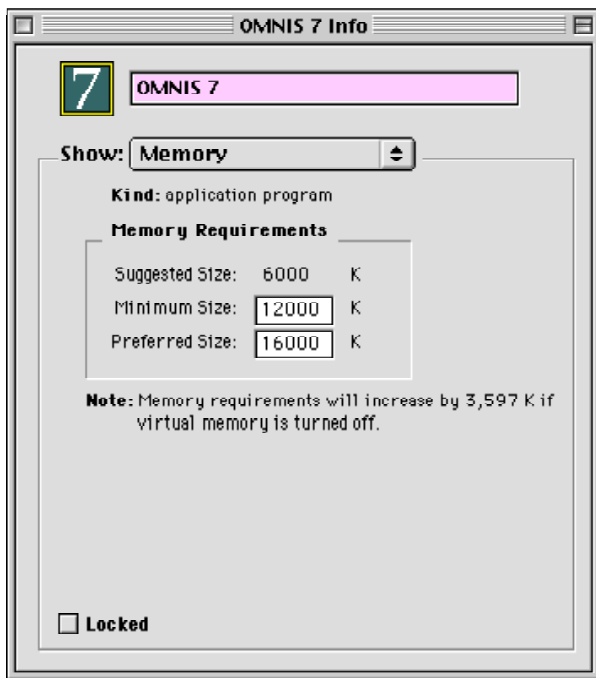 OMNIS 7 Info
7
OMNIS 7
Show: Memory
Kind: application program
Memory Requirements
Suggested Size: 6000 K
Minimum Size: 12000 K
Preferred Size: 16000 K
Note: Memory requirements will increase by 3,597 K if
virtual memory is turned off.
Locked